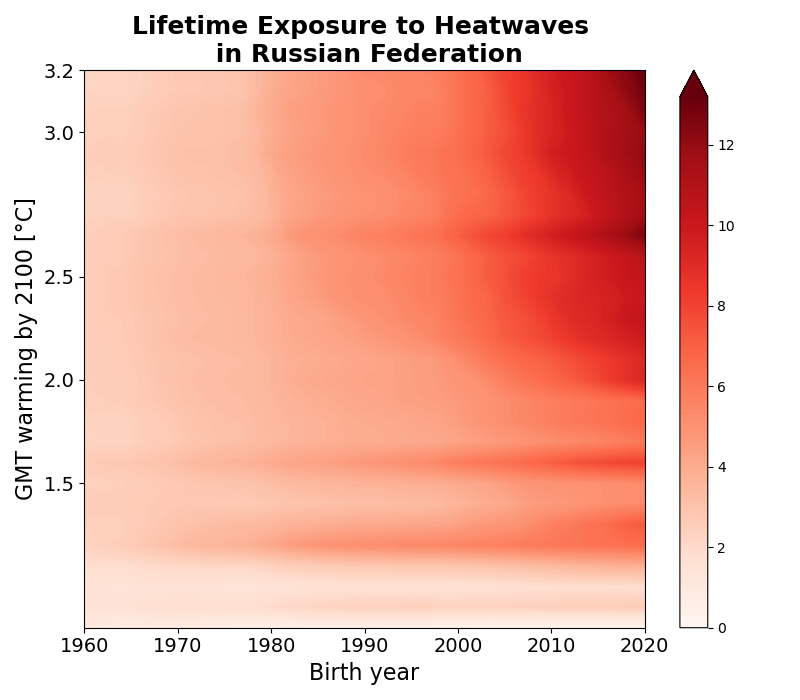 Lifetime Exposure to Heatwaves
in Russian Federation
3.2
3.0
2.5
2.0
1.5
GMT warming by 2100 [°C]
1960 1970 1980 1990 2000 2010 2020
Birth year
12
10
8
6
4
2
0